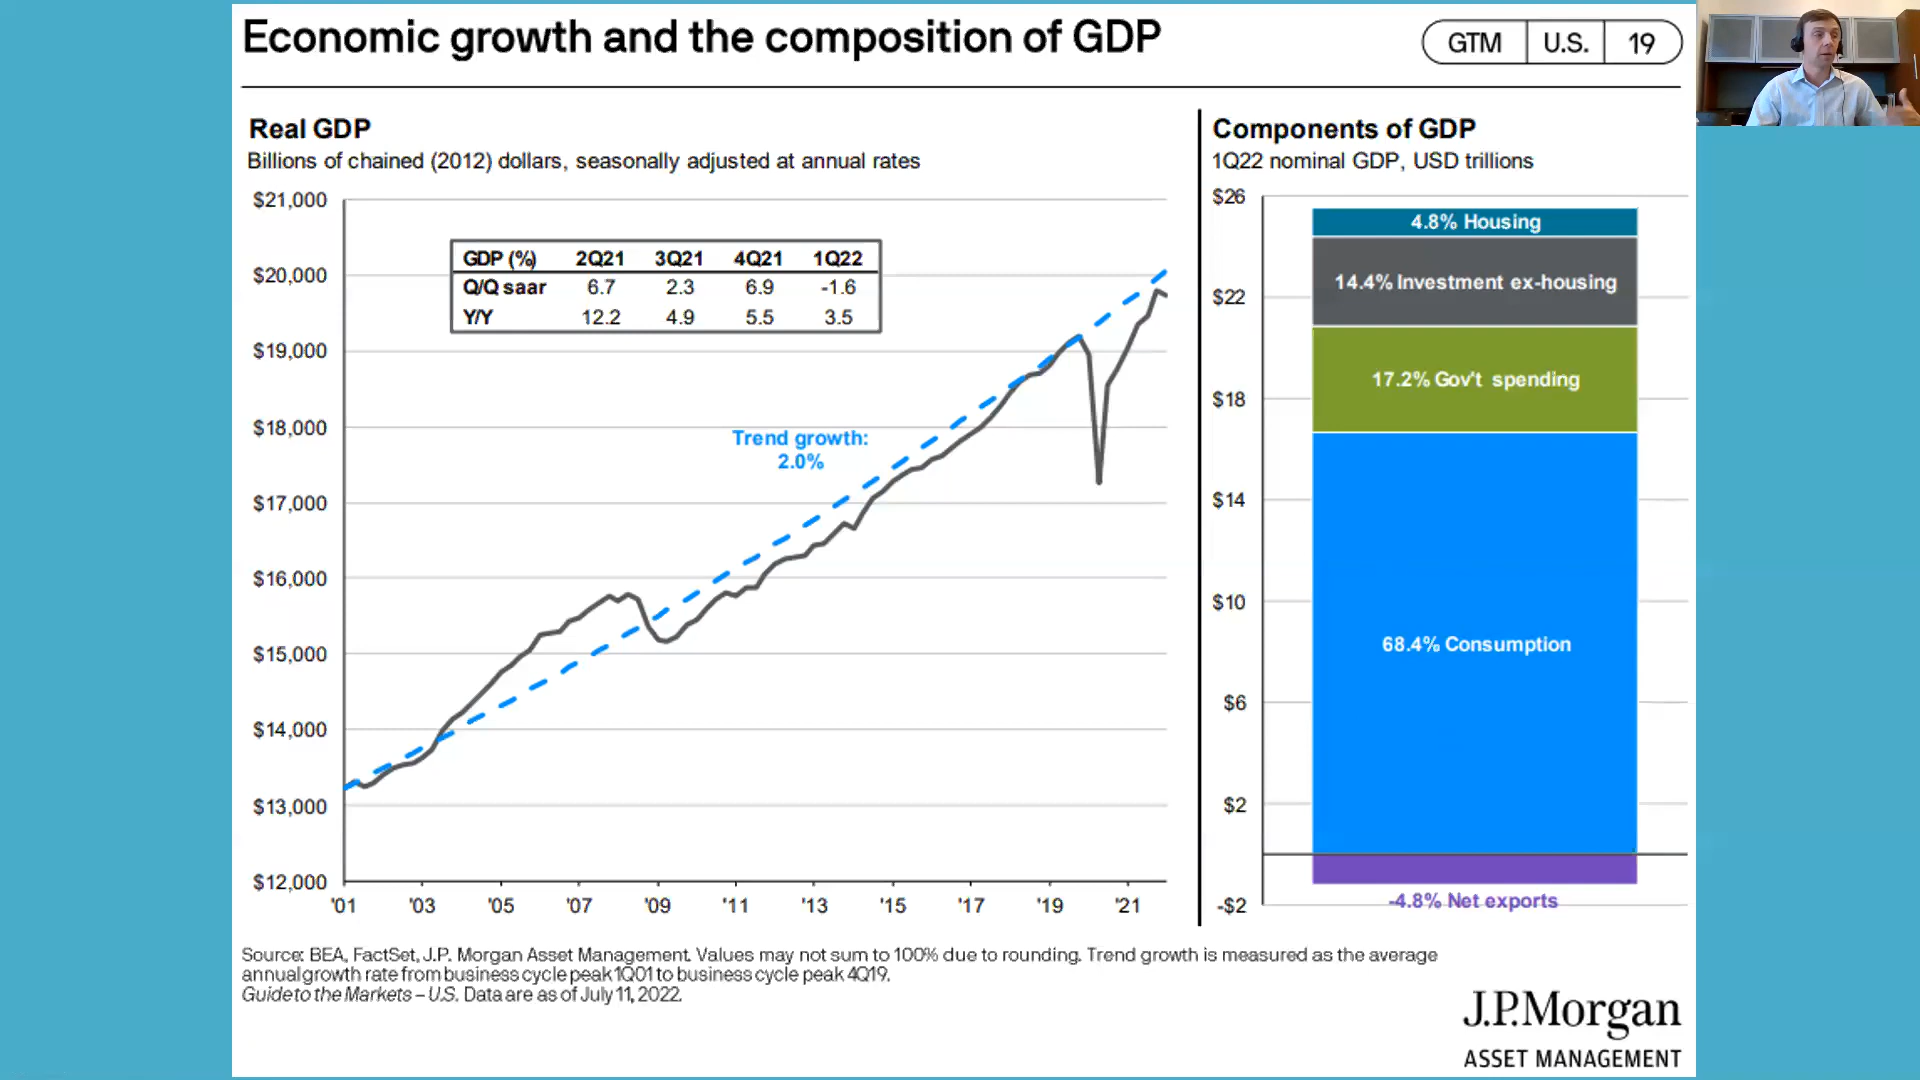 Economic growth and the composition of GDP
GTM U.S. 19
Real GDP
Billions of chained (2012) dollars, seasonally adjusted at annual rates
$21,000
$20,000
$19,000
$18,000
$17,000
$16,000
$15,000
$14,000
$13,000
$12,000
GDP (%) 2Q21 3Q21 4Q21 1Q22
Q/Q saar 6.7 2.3 6.9 -1.6
Y/Y 12.2 4.9 5.5 3.5
Trend growth:
2.0%
'01 '03 '05 '07 '09 '11 '13 '15 '17 '19 '21
Components of GDP
1Q22 nominal GDP, USD trillions
$26
$22
$18
$14
$10
$6
$2
-$2
4.8% Housing
14.4% Investment ex-housing
17.2% Gov't spending
68.4% Consumption
-4.8% Net exports
Source: BEA, FactSet, J.P. Morgan Asset Management. Values may not sum to 100% due to rounding. Trend growth is measured as the average
annual growth rate from business cycle peak 1Q01 to business cycle peak 4Q19.
Guide to the Markets – U.S. Data are as of July 11, 2022.
J.P.Morgan
ASSET MANAGEMENT